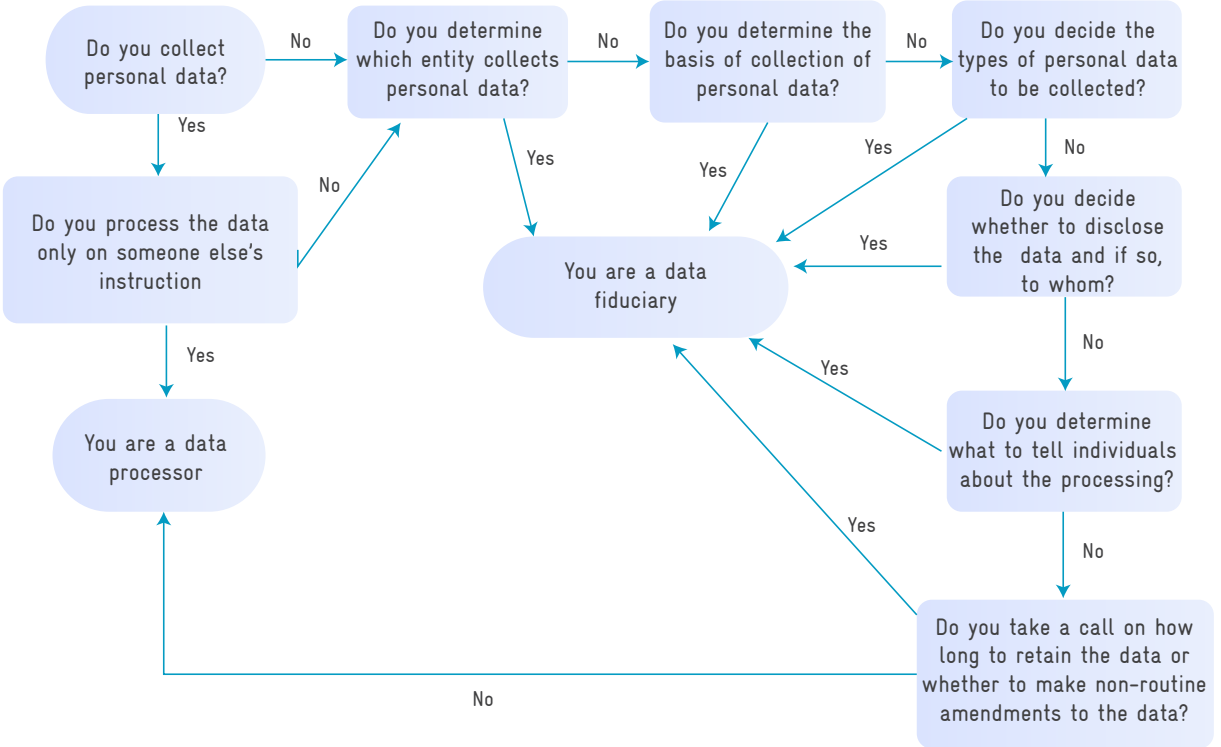 Do you collect
personal data?
No
Do you determine
which entity collects
personal data?
No
Do you determine the
basis of collection of
personal data?
No
Do you decide the
types of personal data
to be collected?
Yes
No
Yes
Yes
Yes
No
Do you process the data
only on someone else's
instruction
You are a data
fiduciary
Yes
Do you decide
whether to disclose
the data and if so,
to whom?
Yes
No
Yes
You are a data
processor
Do you determine
what to tell individuals
about the processing?
Yes
No
No
Do you take a call on how
long to retain the data or
whether to make non-routine
amendments to the data?